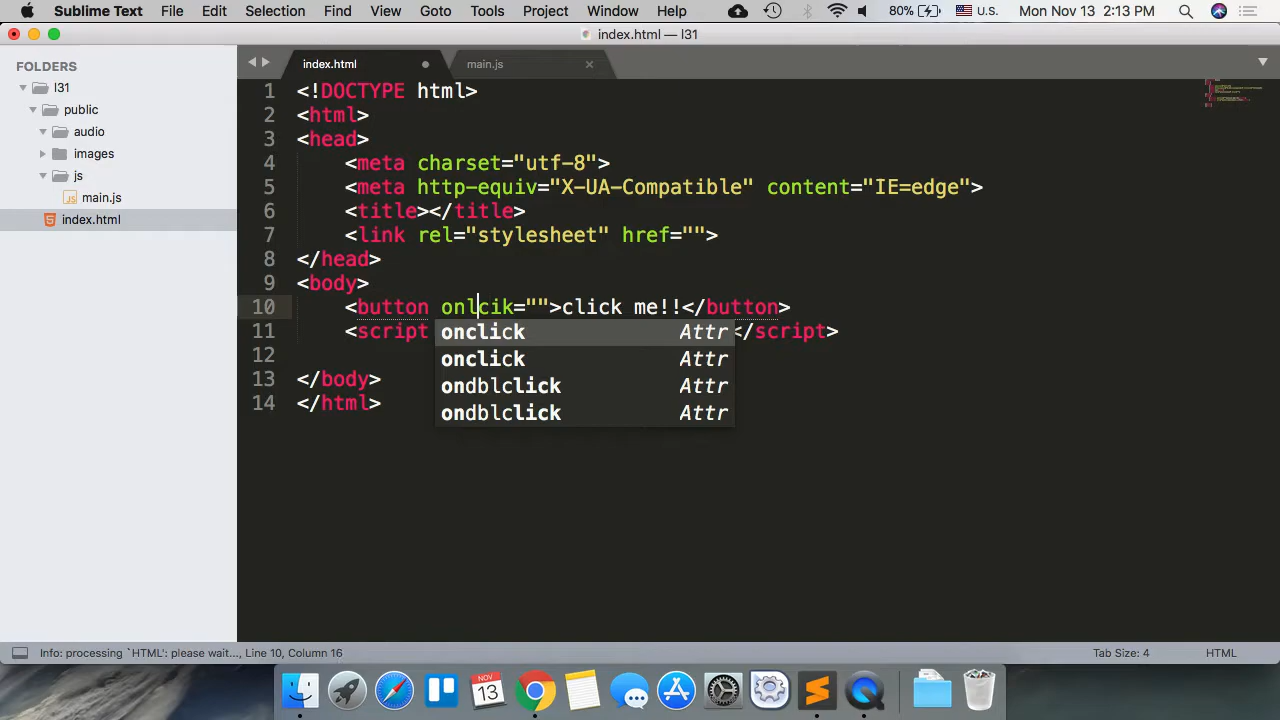 Sublime Text File Edit Selection Find View Goto Tools Project Window Help 80% U.S. Mon Nov 13 2:13 PM
index.html — l31
FOLDERS
l31
public
audio
images
js
main.js
index.html
index.html main.js
1 <!DOCTYPE html>
2 <html>
3 <head>
4 <meta charset="utf-8">
5 <meta http-equiv="X-UA-Compatible" content="IE=edge">
6 <title></title>
7 <link rel="stylesheet" href="">
8 </head>
9 <body>
10 <button onlcik="">click me!!</button>
11 <script </script>
onclick Attr
onclick Attr
ondblclick Attr
ondblclick Attr
12
13 </body>
14 </html>
Info: processing `HTML': please wait..., Line 10, Column 16 Tab Size: 4 HTML
NOV
13